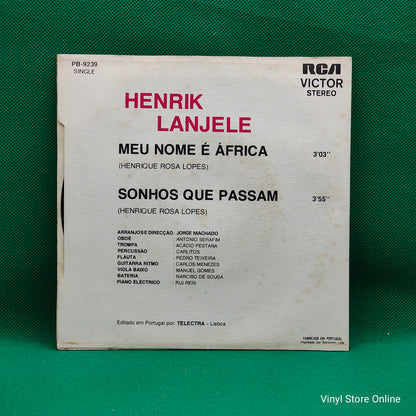 PB-9239
SINGLE
RCA
VICTOR
STEREO
HENRIK
LANJELE
MEU NOME É ÁFRICA 3'03"
(HENRIQUE ROSA LOPES)
SONHOS QUE PASSAM 3'55"
(HENRIQUE ROSA LOPES)
ARRANJOS E DIRECÇÃO: JORGE MACHADO
OBOÉ : ANTÓNIO SERAFIM
TROMPA : ACÁCIO PESTANA
PERCUSSÃO : CARLITOS
FLAUTA : PEDRO TEIXEIRA
GUITARRA RITMO : CARLOS MENEZES
VIOLA BAIXO : MANUEL GOMES
BATERIA : NARCISO DE SOUSA
PIANO ELÉCTRICO : RUI REIS
Editado em Portugal por: TELECTRA - Lisboa
FABRICADO EM PORTUGAL
Vinyl Store Online